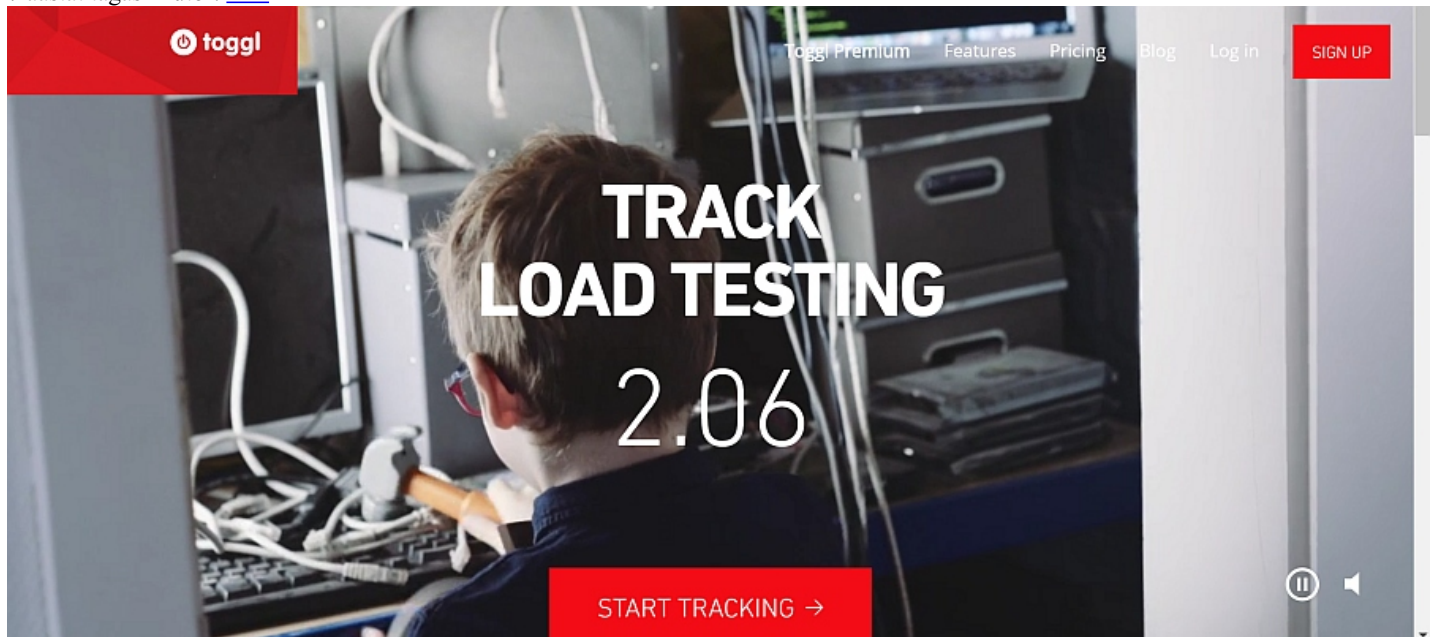 toggl
Toggl Premium Features Pricing Blog Log in SIGN UP
TRACK
LOAD TESTING
2.06
START TRACKING →